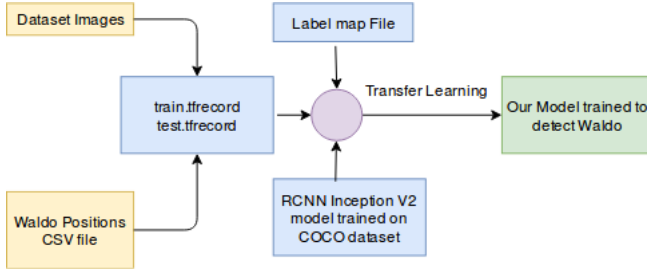 Dataset Images
Label map File
train.tfrecord
test.tfrecord
Transfer Learning
Our Model trained to
detect Waldo
Waldo Positions
CSV file
RCNN Inception V2
model trained on
COCO dataset